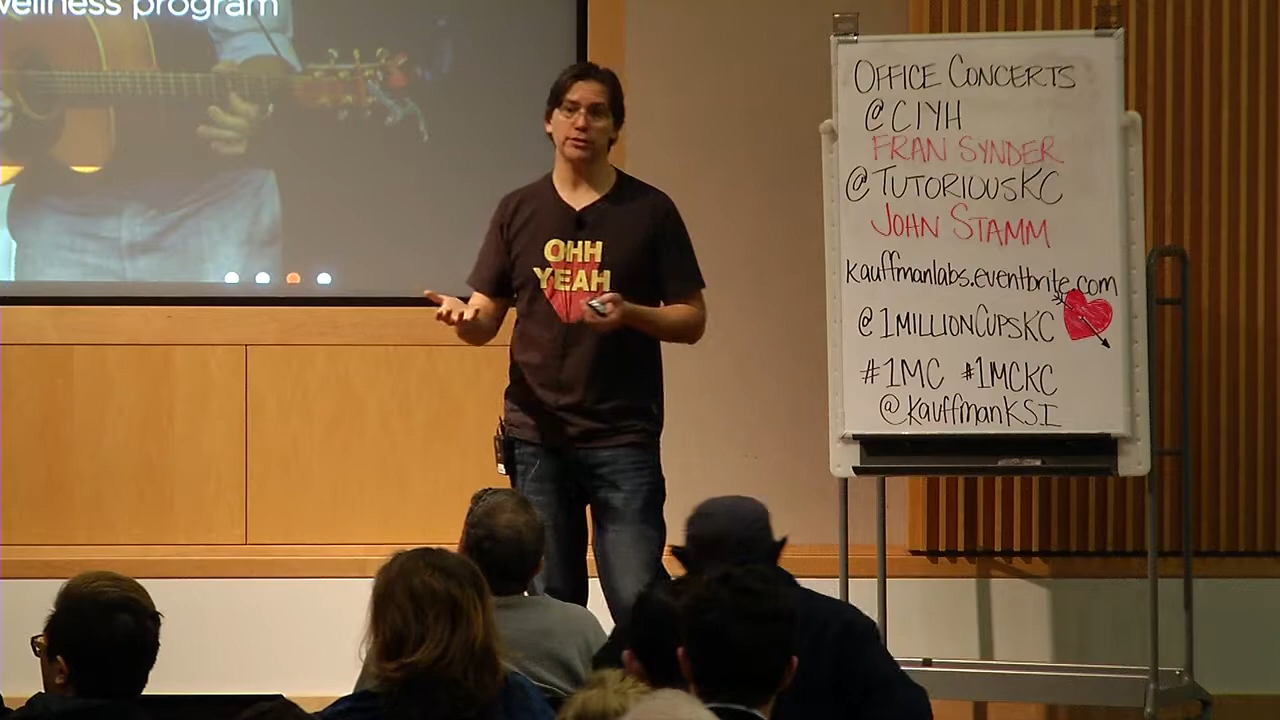 wellness program
OHH
YEAH
OFFICE CONCERTS
@CIYH
FRAN SYNDER
@TUTORIOUSKC
JOHN STAMM
kauffmanlabs.eventbrite.com
@1MILLIONCUPSKC
#1MC #1MCKC
@KauffmanKSI